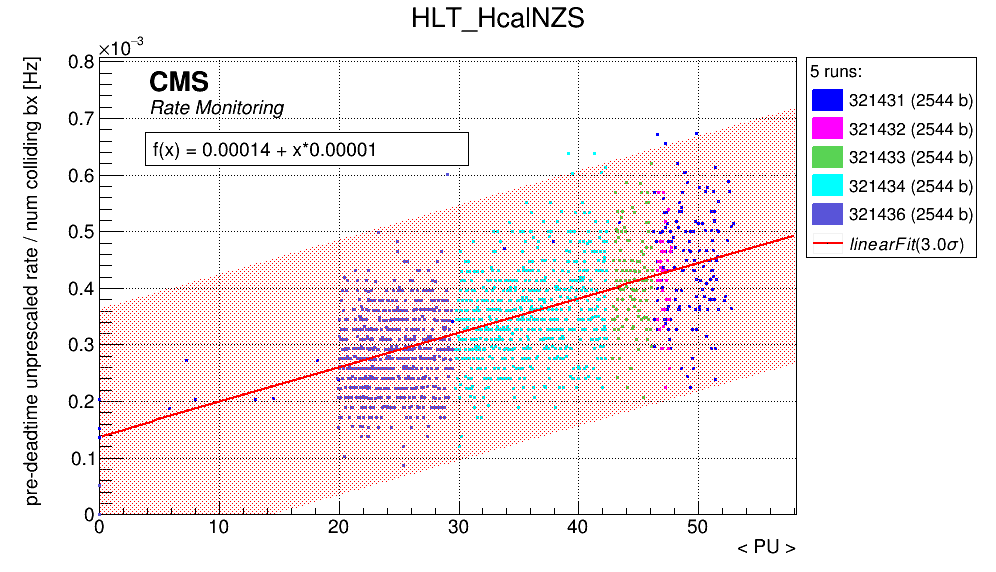 HLT_HcalNZS
×10⁻³
pre-deadtime unprescaled rate / num colliding bx [Hz]
0.8
0.7
0.6
0.5
0.4
0.3
0.2
0.1
0
CMS
Rate Monitoring
f(x) = 0.00014 + x*0.00001
0 10 20 30 40 50
< PU >
5 runs:
321431 (2544 b)
321432 (2544 b)
321433 (2544 b)
321434 (2544 b)
321436 (2544 b)
linearFit(3.0σ)